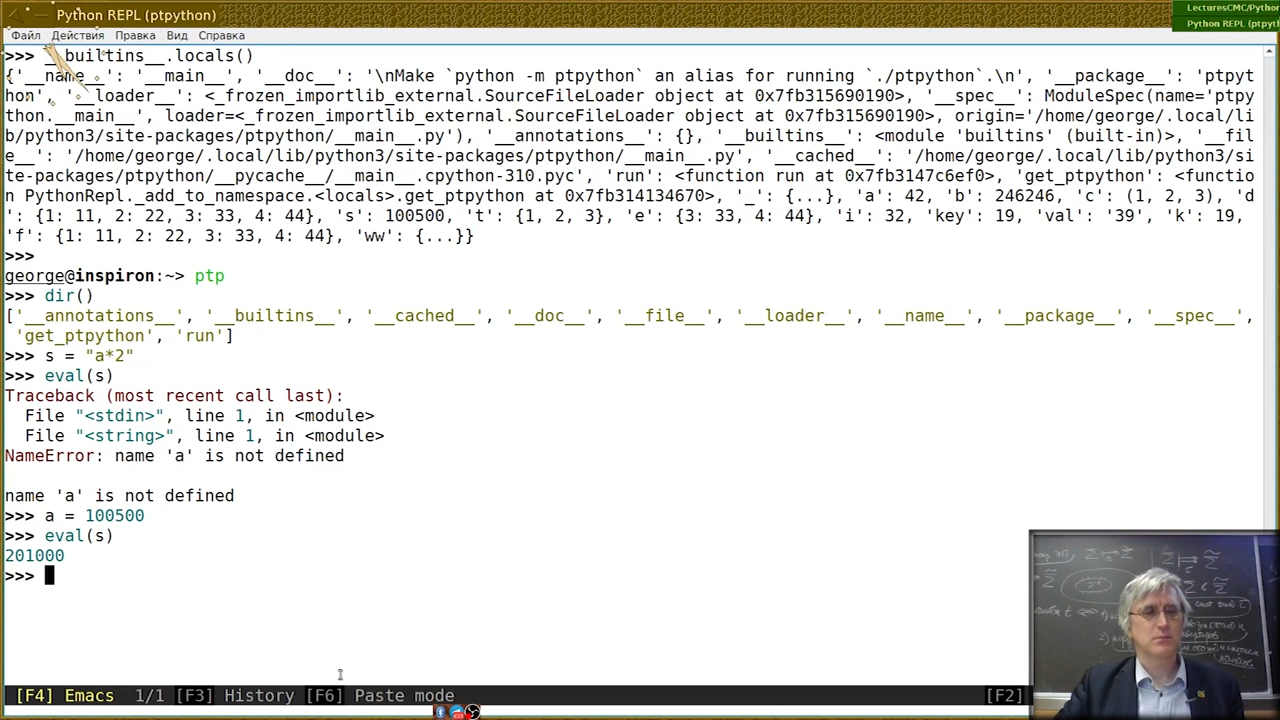 Python REPL (ptpython)
LecturesCMC/Python
Python REPL (ptpy
Файл Действия Правка Вид Справка
>>> __builtins__.locals()
{'__name__': '__main__', '__doc__': '\nMake `python -m ptpython` an alias for running `./ptpython`.\n', '__package__': 'ptpyt
hon', '__loader__': <_frozen_importlib_external.SourceFileLoader object at 0x7fb315690190>, '__spec__': ModuleSpec(name='ptpy
thon.__main__', loader=<_frozen_importlib_external.SourceFileLoader object at 0x7fb315690190>, origin='/home/george/.local/li
b/python3/site-packages/ptpython/__main__.py'), '__annotations__': {}, '__builtins__': <module 'builtins' (built-in)>, '__fil
e__': '/home/george/.local/lib/python3/site-packages/ptpython/__main__.py', '__cached__': '/home/george/.local/lib/python3/si
te-packages/ptpython/__pycache__/__main__.cpython-310.pyc', 'run': <function run at 0x7fb3147c6ef0>, 'get_ptpython': <functio
n PythonRepl._add_to_namespace.<locals>.get_ptpython at 0x7fb314134670>, '_': {...}, 'a': 42, 'b': 246246, 'c': (1, 2, 3), 'd
': {1: 11, 2: 22, 3: 33, 4: 44}, 's': 100500, 't': {1, 2, 3}, 'e': {3: 33, 4: 44}, 'i': 32, 'key': 19, 'val': '39', 'k': 19,
'f': {1: 11, 2: 22, 3: 33, 4: 44}, 'ww': {...}}
>>>
george@inspiron:~> ptp
>>> dir()
['__annotations__', '__builtins__', '__cached__', '__doc__', '__file__', '__loader__', '__name__', '__package__', '__spec__',
'get_ptpython', 'run']
>>> s = "a*2"
>>> eval(s)
Traceback (most recent call last):
File "<stdin>", line 1, in <module>
File "<string>", line 1, in <module>
NameError: name 'a' is not defined
name 'a' is not defined
>>> a = 100500
>>> eval(s)
201000
>>>
[F4] Emacs 1/1 [F3] History [F6] Paste mode [F2]